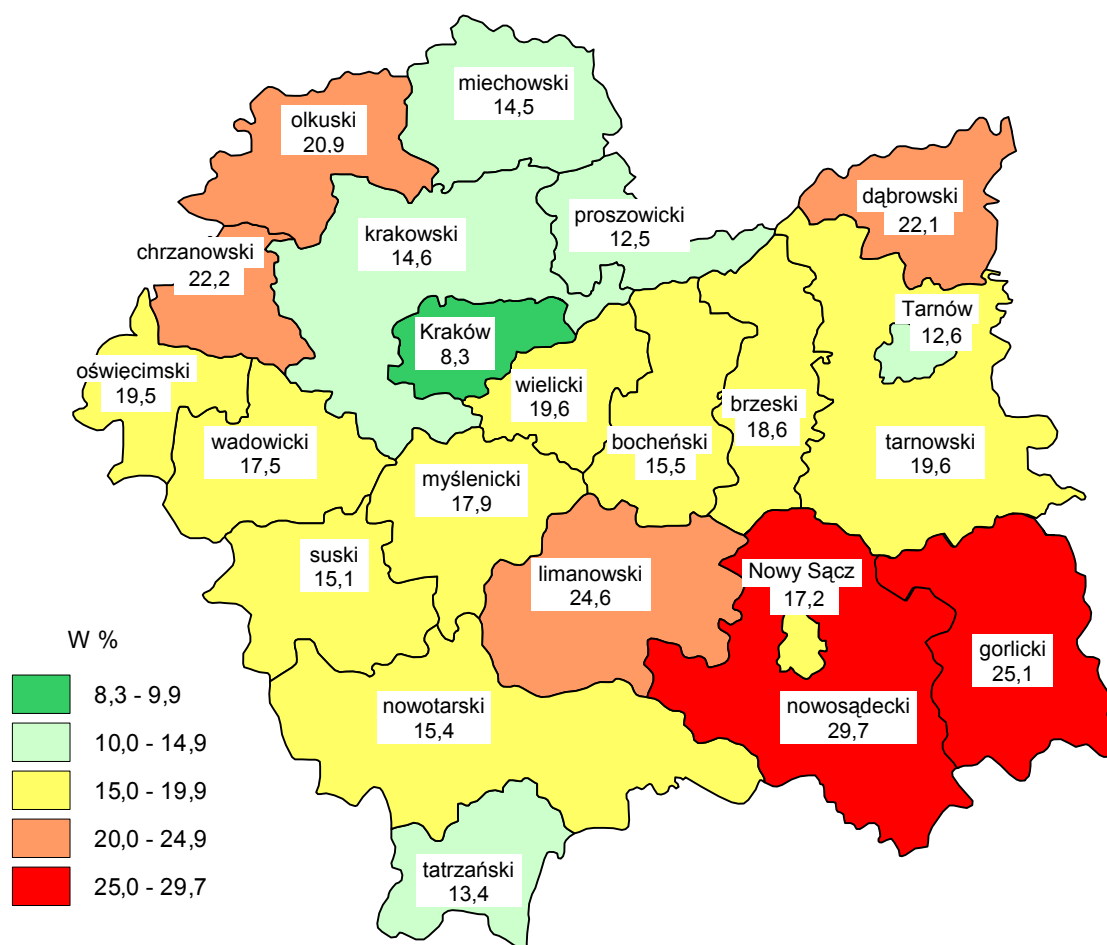 miechowski
14,5
olkuski
20,9
dąbrowski
22,1
proszowicki
12,5
krakowski
14,6
chrzanowski
22,2
Tarnów
12,6
Kraków
8,3
oświęcimski
19,5
wielicki
19,6
brzeski
18,6
wadowicki
17,5
bocheński
15,5
tarnowski
19,6
myślenicki
17,9
suski
15,1
limanowski
24,6
Nowy Sącz
17,2
gorlicki
25,1
nowotarski
15,4
nowosądecki
29,7
tatrzański
13,4
W %
8,3 - 9,9
10,0 - 14,9
15,0 - 19,9
20,0 - 24,9
25,0 - 29,7